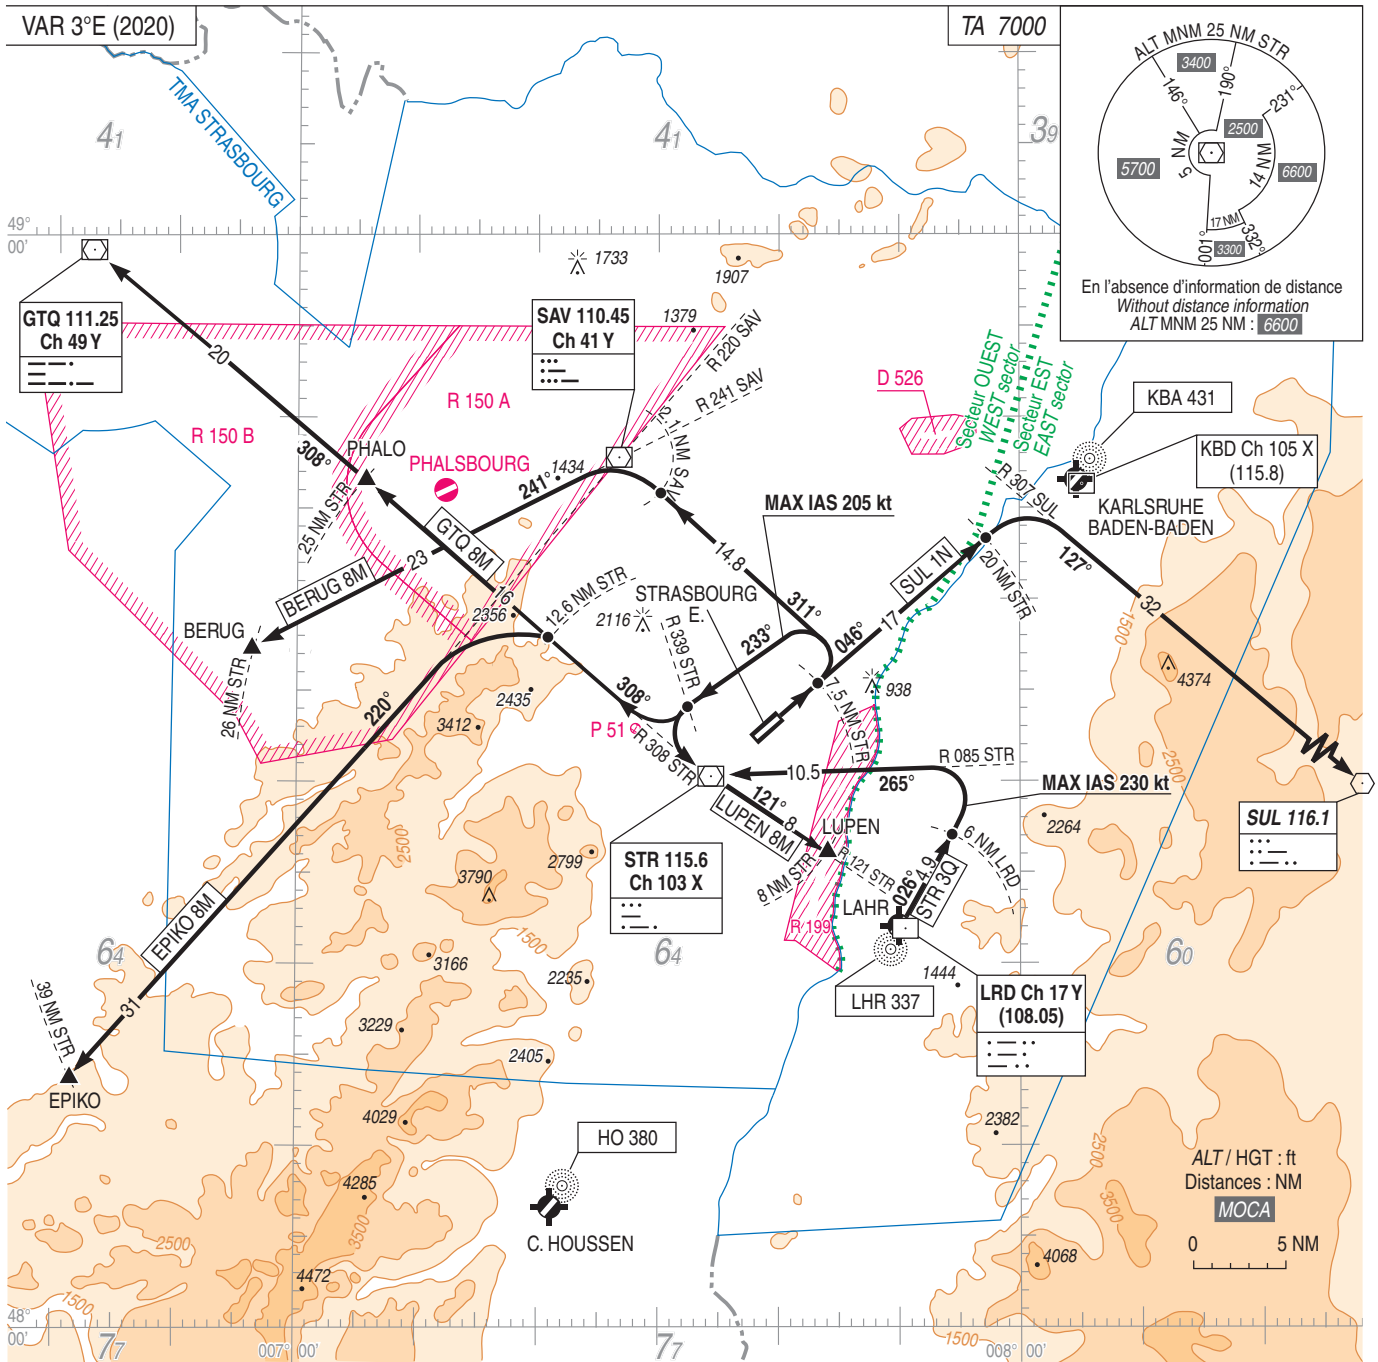 VAR 3°E (2020)
TA 7000
ALT MNM 25 NM STR
3400
146°
190°
231°
2500
5 NM
14 NM
5700
6600
17 NM
001°
332°
3300
En l'absence d'information de distance
Without distance information
ALT MNM 25 NM : 6600
TMA STRASBOURG
41
41
39
49°
00'
1733
1907
GTQ 111.25
Ch 49 Y
SAV 110.45
Ch 41 Y
1379
R 220 SAV
R 241 SAV
20
R 150 A
R 150 B
D 526
Secteur OUEST
WEST sector
Secteur EST
EAST sector
KBA 431
KBD Ch 105 X
(115.8)
KARLSRUHE
BADEN-BADEN
PHALO
308°
PHALSBOURG
241°
1434
2.1 NM SAV
25 NM STR
GTQ 8M
MAX IAS 205 kt
R 307 SUL
14.8
SUL 1N
20 NM STR
127°
BERUG 8M
23
16
2356
12.6 NM STR
STRASBOURG
E.
311°
17
32
1500
BERUG
2116
R 339 STR
233°
046°
26 NM STR
220°
2435
308°
7.5 NM STR
938
4374
3412
P 51
R 308 STR
R 085 STR
2500
10.5
265°
MAX IAS 230 kt
121°
8
LUPEN 8M
LUPEN
2264
SUL 116.1
2500
2799
STR 115.6
Ch 103 X
8 NM STR
R 121 STR
6 NM LRD
4.9
026°
STR 3Q
3790
EPIKO 8M
LAHR
R 199
64
1500
64
60
3166
2235
1444
LHR 337
LRD Ch 17 Y
(108.05)
39 NM STR
31
3229
2405
EPIKO
4029
2382
HO 380
2500
ALT / HGT : ft
Distances : NM
MOCA
4285
3500
3500
2500
C. HOUSSEN
0 5 NM
4068
4472
1500
1500
48°
00'
77
007° 00'
77
008° 00'